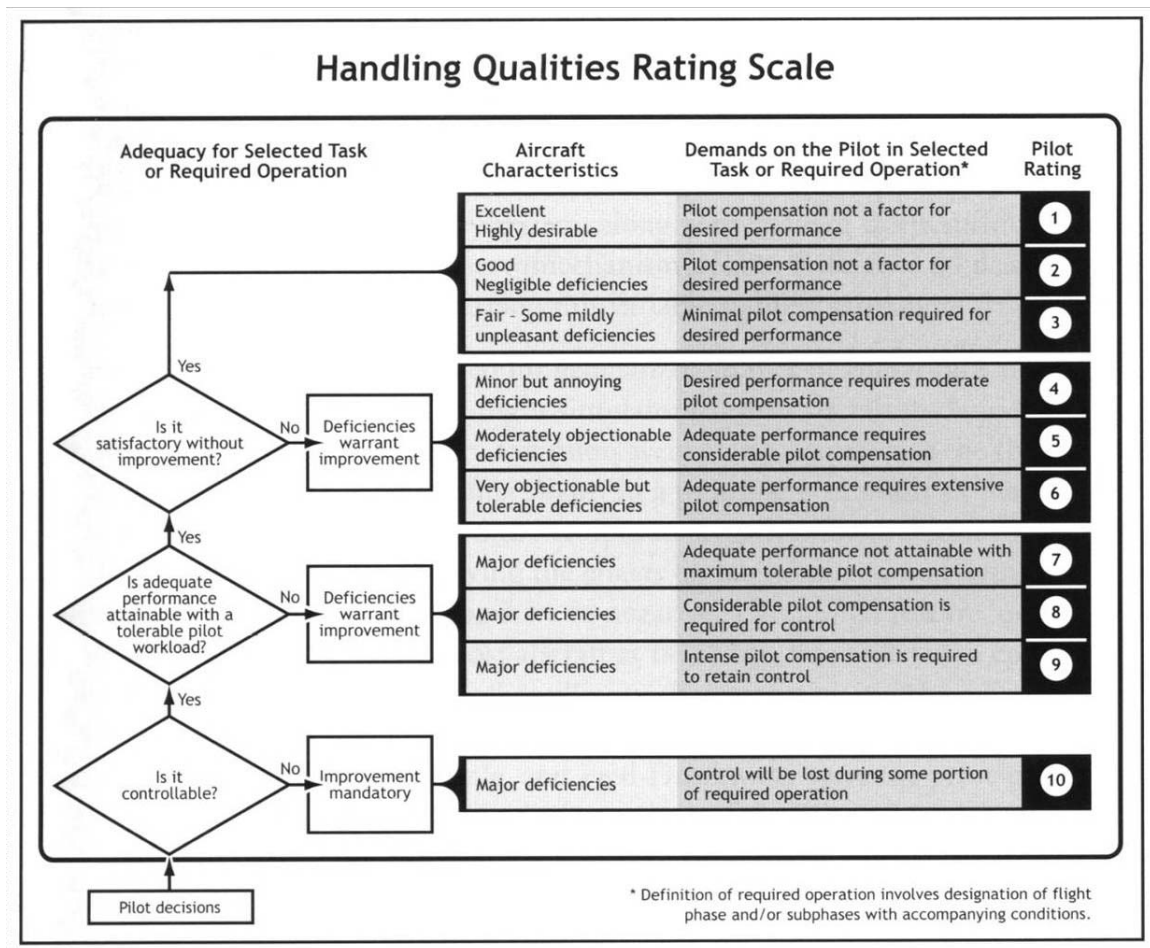 Handling Qualities Rating Scale
Adequacy for Selected Task
or Required Operation
Aircraft
Characteristics
Demands on the Pilot in Selected
Task or Required Operation*
Pilot
Rating
Excellent
Highly desirable
Pilot compensation not a factor for
desired performance
1
Good
Negligible deficiencies
Pilot compensation not a factor for
desired performance
2
Fair - Some mildly
unpleasant deficiencies
Minimal pilot compensation required for
desired performance
3
Yes
Is it
satisfactory without
improvement?
No
Deficiencies
warrant
improvement
Minor but annoying
deficiencies
Desired performance requires moderate
pilot compensation
4
Moderately objectionable
deficiencies
Adequate performance requires
considerable pilot compensation
5
Very objectionable but
tolerable deficiencies
Adequate performance requires extensive
pilot compensation
6
Yes
Is adequate
performance
attainable with a
tolerable pilot
workload?
No
Deficiencies
warrant
improvement
Major deficiencies
Adequate performance not attainable with
maximum tolerable pilot compensation
7
Major deficiencies
Considerable pilot compensation is
required for control
8
Major deficiencies
Intense pilot compensation is required
to retain control
9
Yes
Is it
controllable?
No
Improvement
mandatory
Major deficiencies
Control will be lost during some portion
of required operation
10
Pilot decisions
* Definition of required operation involves designation of flight
phase and/or subphases with accompanying conditions.